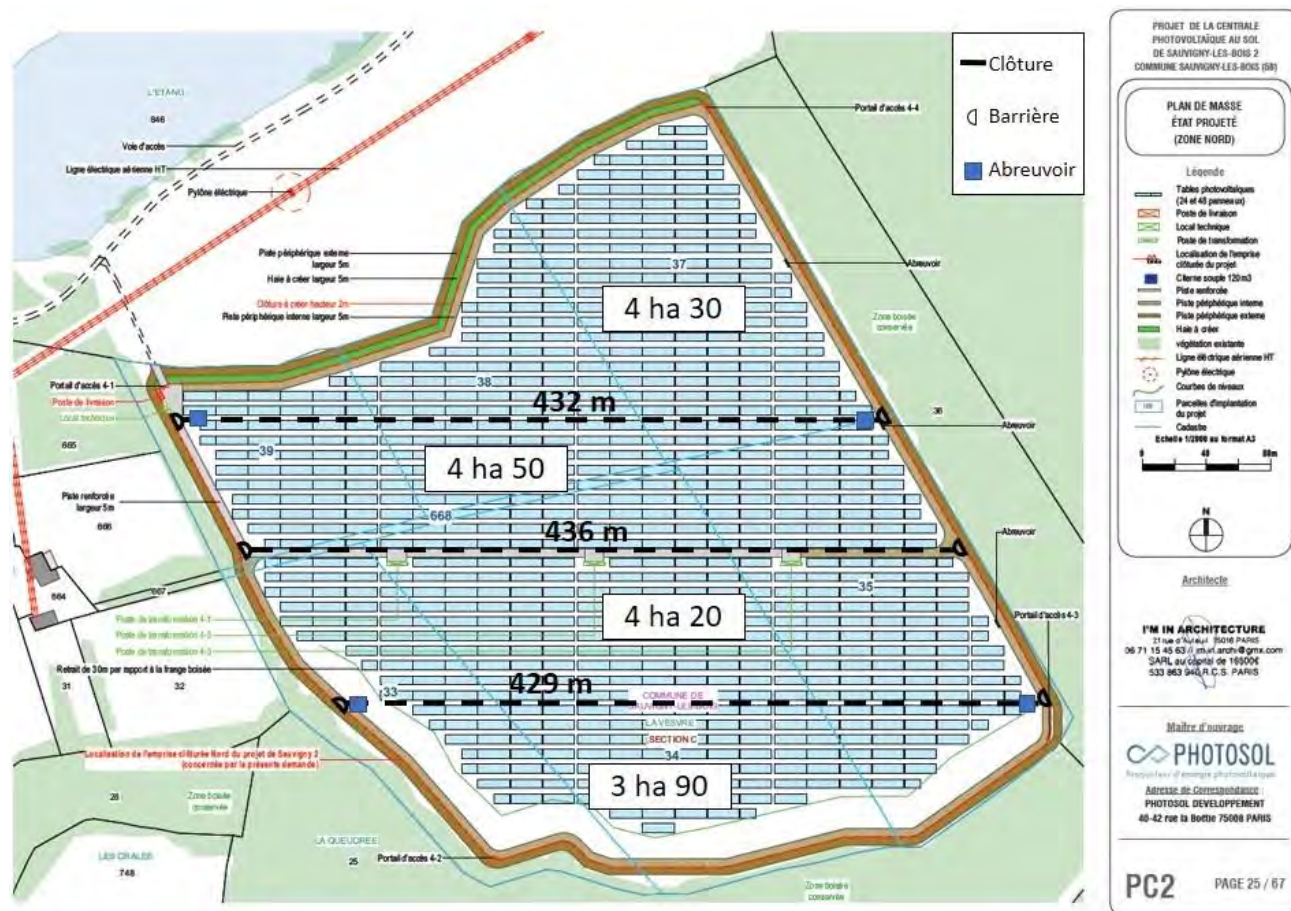 L'ETANG
646
Voie d'accès
Ligne électrique aérienne HT
Pylône électrique
Piste périphérique externe
largeur 5m
Haie à créer largeur 5m
Clôture à créer hauteur 2m
Piste périphérique interne largeur 5m
Portail d'accès 4-4
Clôture
Barrière
Abreuvoir
37
4 ha 30
Abreuvoir
Zone boisée
conservée
Portail d'accès 4-1
Poste de livraison
Local technique
38
432 m
36
665
39
4 ha 50
Abreuvoir
Piste renforcée
largeur 5m
666
668
436 m
Abreuvoir
664
667
35
4 ha 20
Poste de transformation 4-1
Poste de transformation 4-2
Poste de transformation 4-3
Portail d'accès 4-3
Retrait de 30m par rapport à la frange boisée
31
32
33
429 m
COMMUNE DE
SAUVIGNY-LES-BOIS
LA VESVRE
SECTION C
34
Localisation de l'emprise clôturée Nord du projet de Sauvigny 2
(concernée par la présente demande)
3 ha 90
28
Zone boisée
conservée
LA QUEUDREE
25
Portail d'accès 4-2
LES CRALES
748
Zone boisée
conservée
PROJET DE LA CENTRALE
PHOTOVOLTAÏQUE AU SOL
DE SAUVIGNY-LES-BOIS 2
COMMUNE SAUVIGNY-LES-BOIS (58)
PLAN DE MASSE
ÉTAT PROJETÉ
(ZONE NORD)
Légende
Tables photovoltaïques
(24 et 48 panneaux)
Poste de livraison
Local technique
Poste de transformation
Localisation de l'emprise
clôturée du projet
Citerne souple 120m3
Piste renforcée
Piste périphérique interne
Piste périphérique externe
Haie à créer
végétation existante
Ligne éléctrique aérienne HT
Pylône électrique
Courbes de niveaux
Parcelles d'implantation
du projet
Cadastre
Echelle 1/2000 au format A3
0 40 80m
N
Architecte
I'M IN ARCHITECTURE
75016 PARIS
06 71 15 45 63
SARL au capital de 16500€
533 863 940 R.C.S. PARIS
Maître d'ouvrage
PHOTOSOL
Producteur d'énergie photovoltaïque
Adresse de Correspondance
PHOTOSOL DEVELOPPEMENT
40-42 rue la Boétie 75008 PARIS
PC2
PAGE 25 / 67